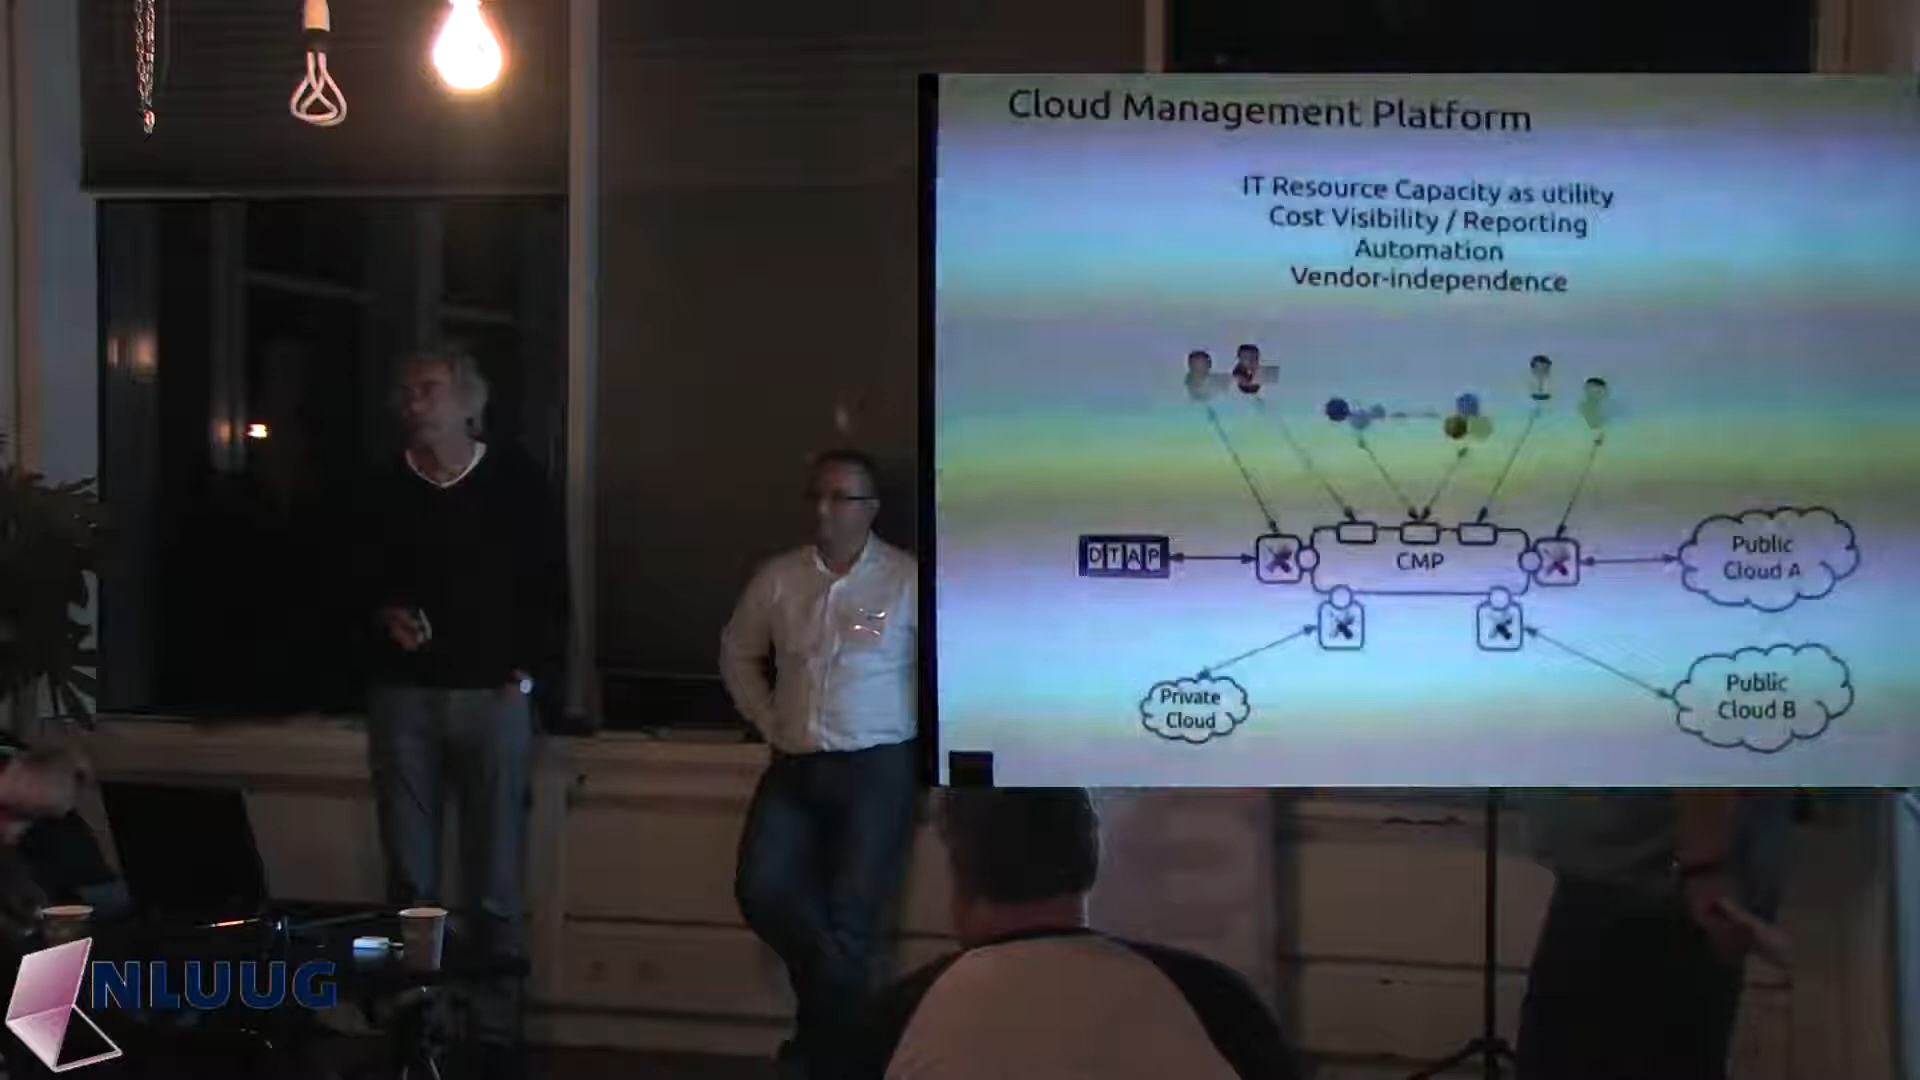 Cloud Management Platform
IT Resource Capacity as utility
Cost Visibility / Reporting
Automation
Vendor-independence
DTAP
CMP
Public
Cloud A
Private
Cloud
Public
Cloud B
NLUUG